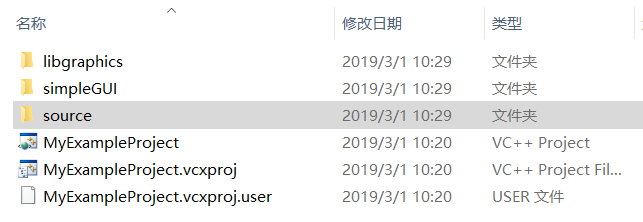 名称 修改日期 类型
libgraphics 2019/3/1 10:29 文件夹
simpleGUI 2019/3/1 10:29 文件夹
source 2019/3/1 10:29 文件夹
MyExampleProject 2019/3/1 10:20 VC++ Project
MyExampleProject.vcxproj 2019/3/1 10:20 VC++ Project Fil...
MyExampleProject.vcxproj.user 2019/3/1 10:20 USER 文件